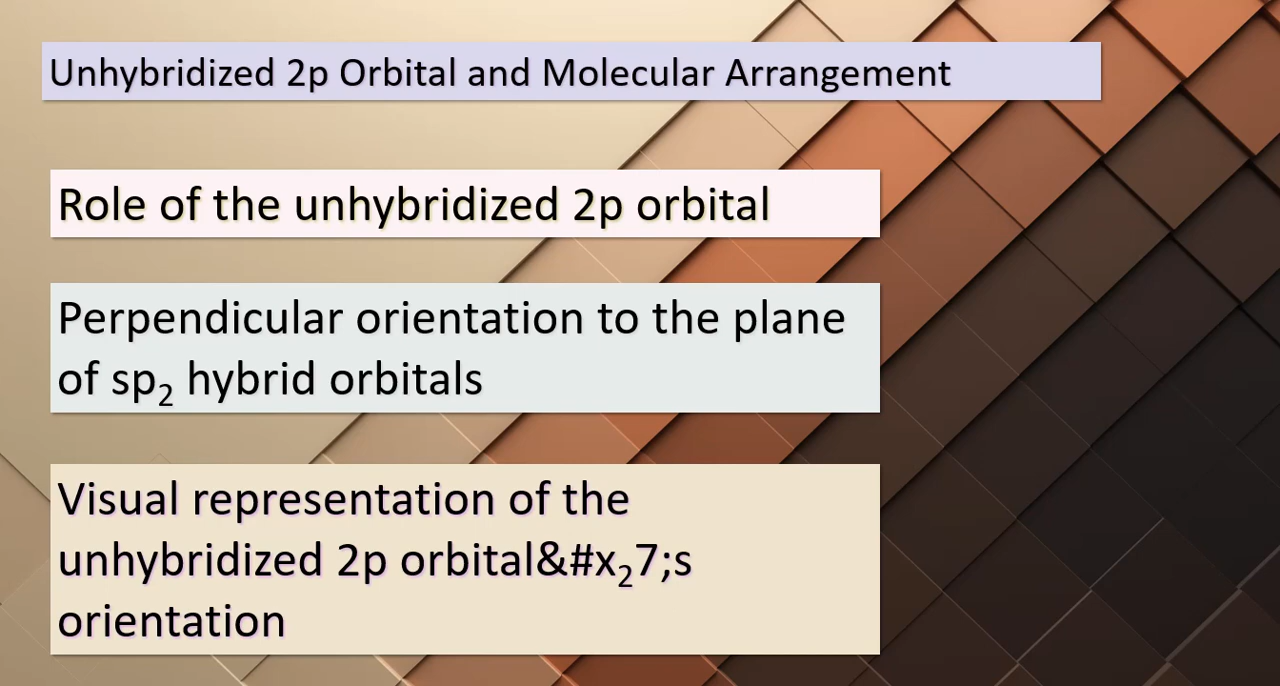 Unhybridized 2p Orbital and Molecular Arrangement
Role of the unhybridized 2p orbital
Perpendicular orientation to the plane
of sp₂ hybrid orbitals
Visual representation of the
unhybridized 2p orbital&#x₂7;s
orientation